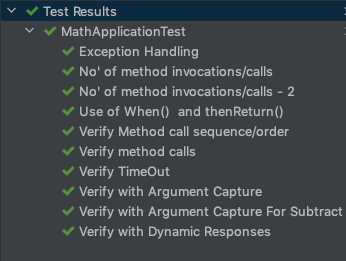 Test Results
MathApplicationTest
Exception Handling
No' of method invocations/calls
No' of method invocations/calls - 2
Use of When()  and thenReturn()
Verify Method call sequence/order
Verify method calls
Verify TimeOut
Verify with Argument Capture
Verify with Argument Capture For Subtract
Verify with Dynamic Responses